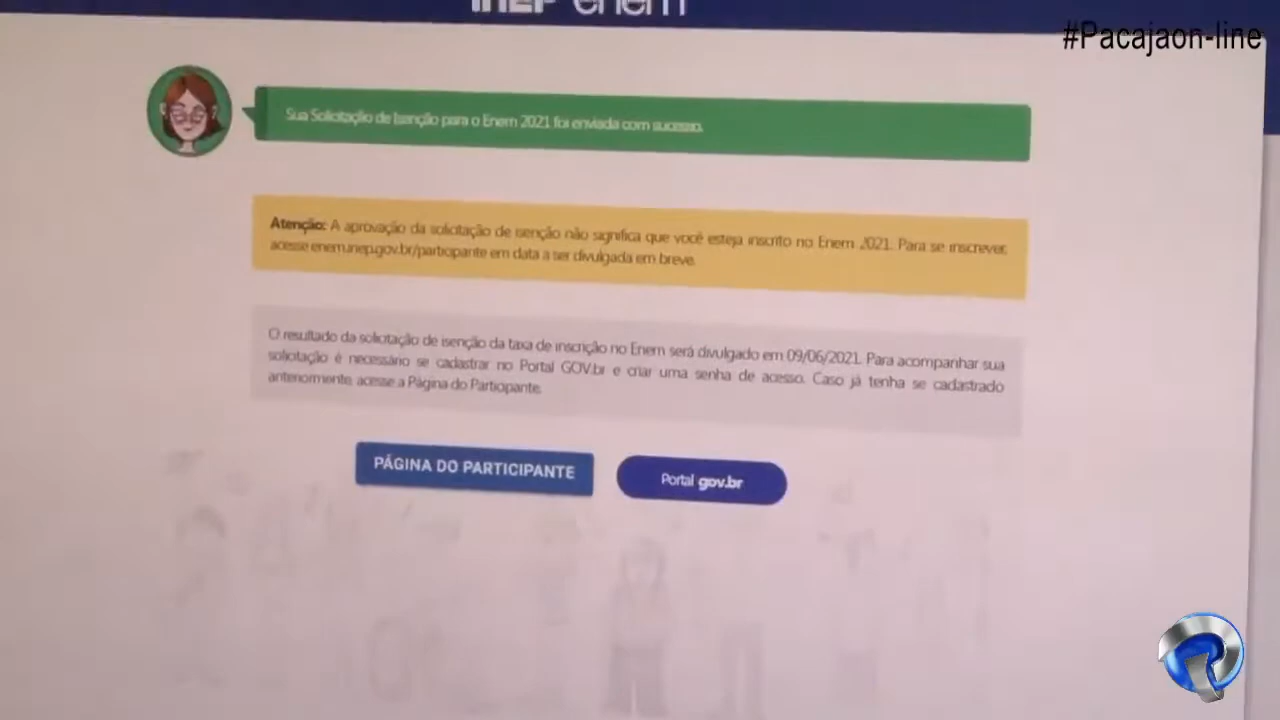 inep enem
#Pacajaon-line
Sua Solicitação de Isenção para o Enem 2021 foi enviada com sucesso.
Atenção: A aprovação da solicitação de isenção não significa que você esteja inscrito no Enem 2021. Para se inscrever,
acesse enem.inep.gov.br/participante em data a ser divulgada em breve.
O resultado da solicitação de isenção da taxa de inscrição no Enem será divulgado em 09/06/2021. Para acompanhar sua
solicitação é necessário se cadastrar no Portal GOV.br e criar uma senha de acesso. Caso já tenha se cadastrado
anteriormente, acesse a Página do Participante.
PÁGINA DO PARTICIPANTE
Portal gov.br